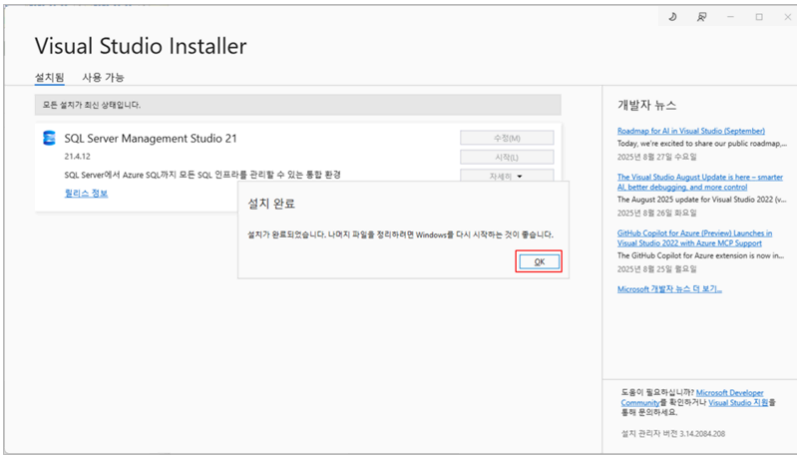 Visual Studio Installer
설치됨 사용 가능
모든 설치가 최신 상태입니다.
SQL Server Management Studio 21
수정(M)
21.4.12
시작(L)
SQL Server에서 Azure SQL까지 모든 SQL 인프라를 관리할 수 있는 통합 환경
자세히
릴리스 정보
설치 완료
설치가 완료되었습니다. 나머지 파일을 정리하려면 Windows를 다시 시작하는 것이 좋습니다.
OK
개발자 뉴스
Roadmap for AI in Visual Studio (September)
Today, we're excited to share our public roadmap,...
2025년 8월 27일 수요일
The Visual Studio August Update is here – smarter
AI, better debugging, and more control
The August 2025 update for Visual Studio 2022 (v...
2025년 8월 26일 화요일
GitHub Copilot for Azure (Preview) Launches in
Visual Studio 2022 with Azure MCP Support
The GitHub Copilot for Azure extension is now in...
2025년 8월 25일 월요일
Microsoft 개발자 뉴스 더 보기...
도움이 필요하십니까? Microsoft Developer
Community를 확인하거나 Visual Studio 지원을
통해 문의하세요.
설치 관리자 버전 3.14.2084.208